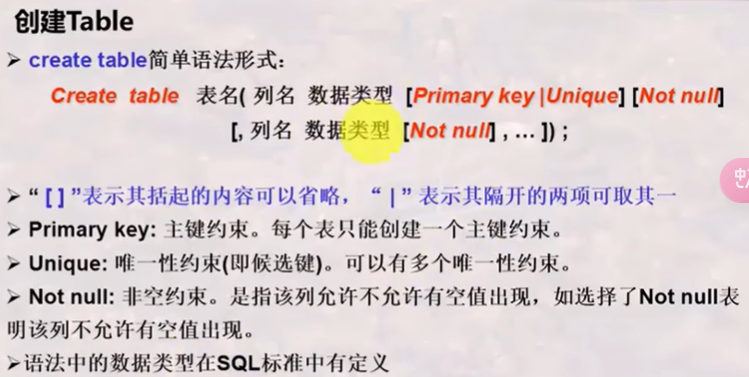 创建Table
➢ create table简单语法形式：
Create table 表名( 列名 数据类型 [Primary key |Unique] [Not null]
[, 列名 数据类型 [Not null] , … ]) ;
➢ “ [ ] ”表示其括起的内容可以省略，“ | ” 表示其隔开的两项可取其一
➢ Primary key: 主键约束。每个表只能创建一个主键约束。
➢ Unique: 唯一性约束(即候选键)。可以有多个唯一性约束。
➢ Not null: 非空约束。是指该列允许不允许有空值出现，如选择了Not null表
明该列不允许有空值出现。
➢语法中的数据类型在SQL标准中有定义
中